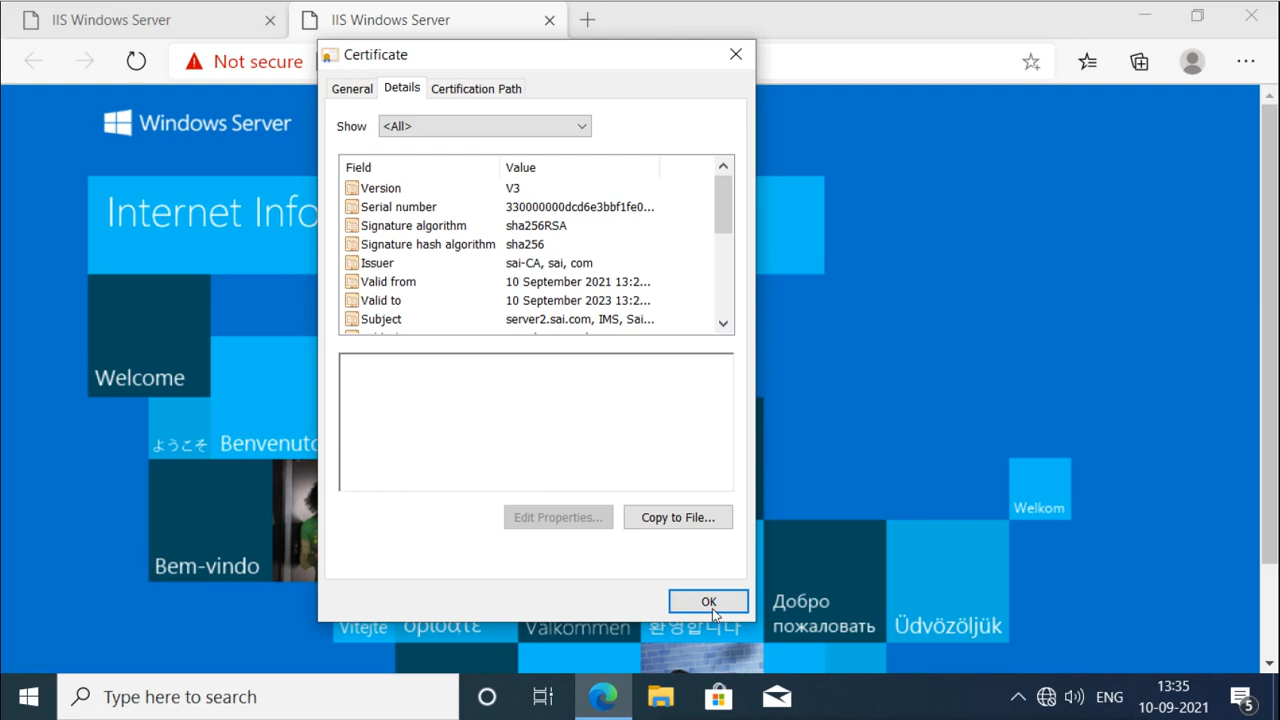 IIS Windows Server
IIS Windows Server
Not secure
Certificate
General Details Certification Path
Show <All>
Field Value
Version V3
Serial number 330000000dcd6e3bbf1fe0...
Signature algorithm sha256RSA
Signature hash algorithm sha256
Issuer sai-CA, sai, com
Valid from 10 September 2021 13:2...
Valid to 10 September 2023 13:2...
Subject server2.sai.com, IMS, Sai...
Edit Properties... Copy to File...
OK
Windows Server
Internet Info
Welcome
ようこそ Benvenuto
Bem-vindo
Welkom
Vítejte
Välkommen 환영합니다
Добро
пожаловать
Üdvözöljük
Type here to search
ENG
13:35
10-09-2021
5